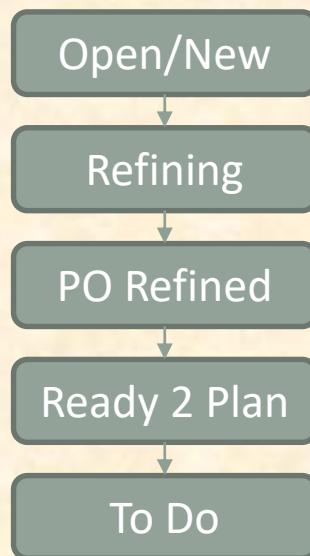 Open/New
Refining
PO Refined
Ready 2 Plan
To Do